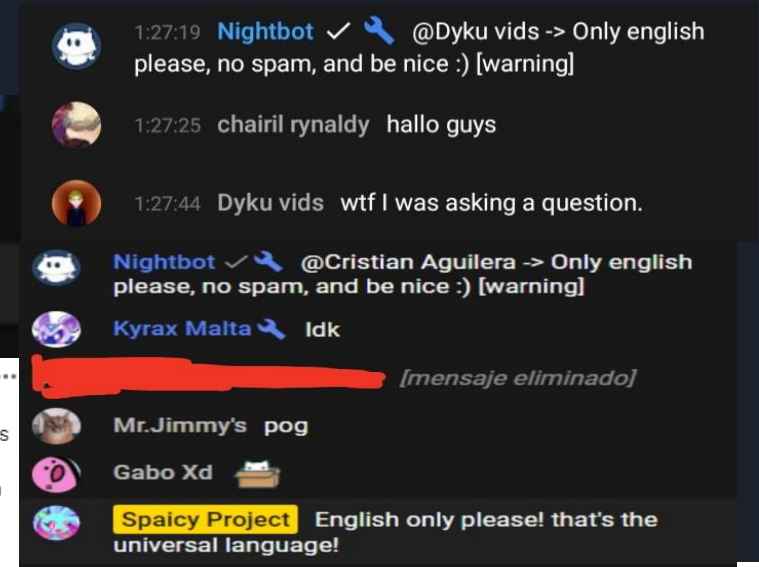 1:27:19 Nightbot @Dyku vids -> Only english
please, no spam, and be nice :) [warning]
1:27:25 chairil rynaldy hallo guys
1:27:44 Dyku vids wtf I was asking a question.
Nightbot @Cristian Aguilera -> Only english
please, no spam, and be nice :) [warning]
Kyrax Malta Idk
[mensaje eliminado]
Mr.Jimmy's pog
Gabo Xd
Spaicy Project English only please! that's the
universal language!